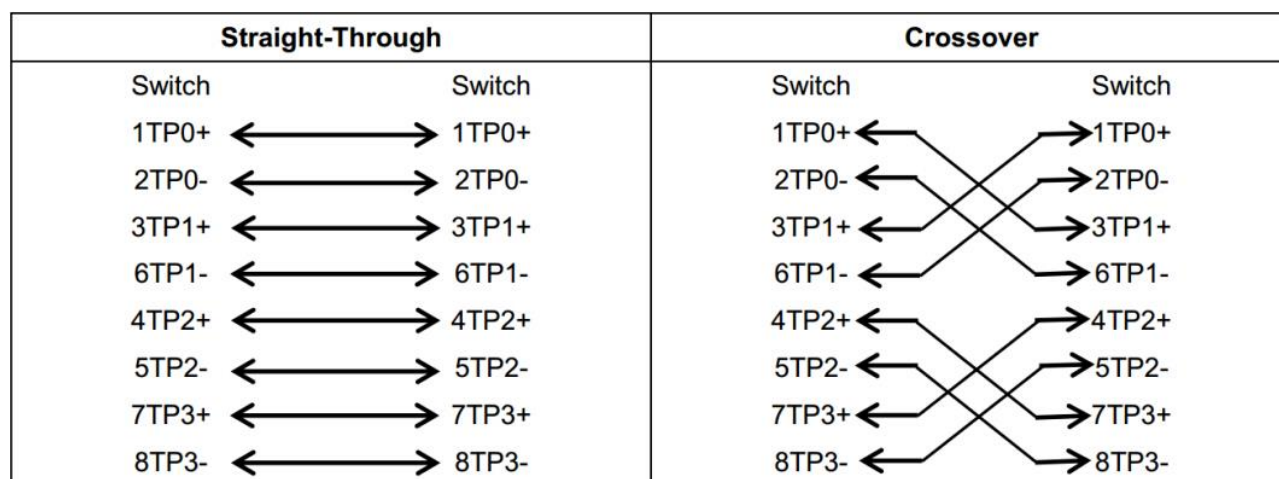 Straight-Through Crossover
Switch Switch Switch Switch
1TP0+ 1TP0+ 1TP0+ 1TP0+
2TP0- 2TP0- 2TP0- 2TP0-
3TP1+ 3TP1+ 3TP1+ 3TP1+
6TP1- 6TP1- 6TP1- 6TP1-
4TP2+ 4TP2+ 4TP2+ 4TP2+
5TP2- 5TP2- 5TP2- 5TP2-
7TP3+ 7TP3+ 7TP3+ 7TP3+
8TP3- 8TP3- 8TP3- 8TP3-